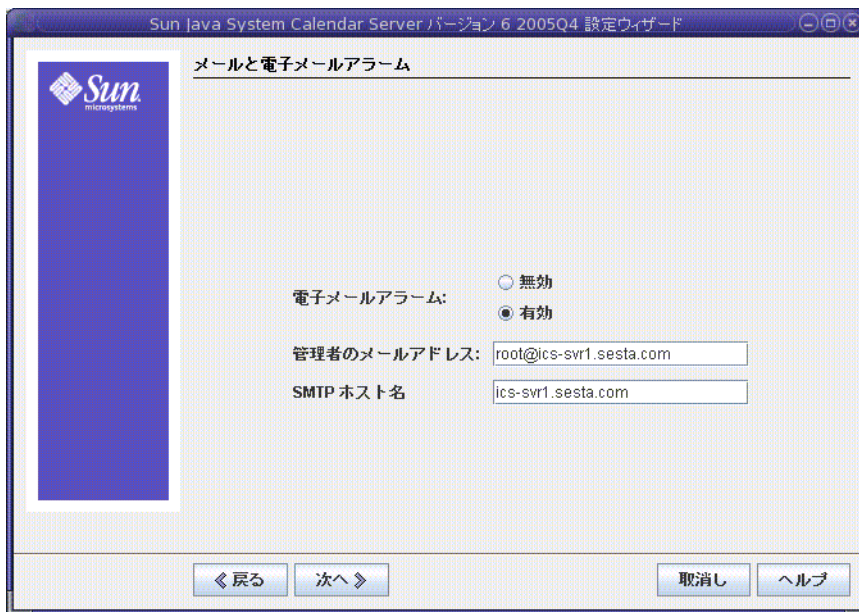 Sun Java System Calendar Server バージョン 6 2005Q4 設定ウィザード
メールと電子メールアラーム
Sun
microsystems
電子メールアラーム:
無効
有効
管理者のメールアドレス: root@ics-svr1.sesta.com
SMTP ホスト名 ics-svr1.sesta.com
戻る 次へ 取消し ヘルプ